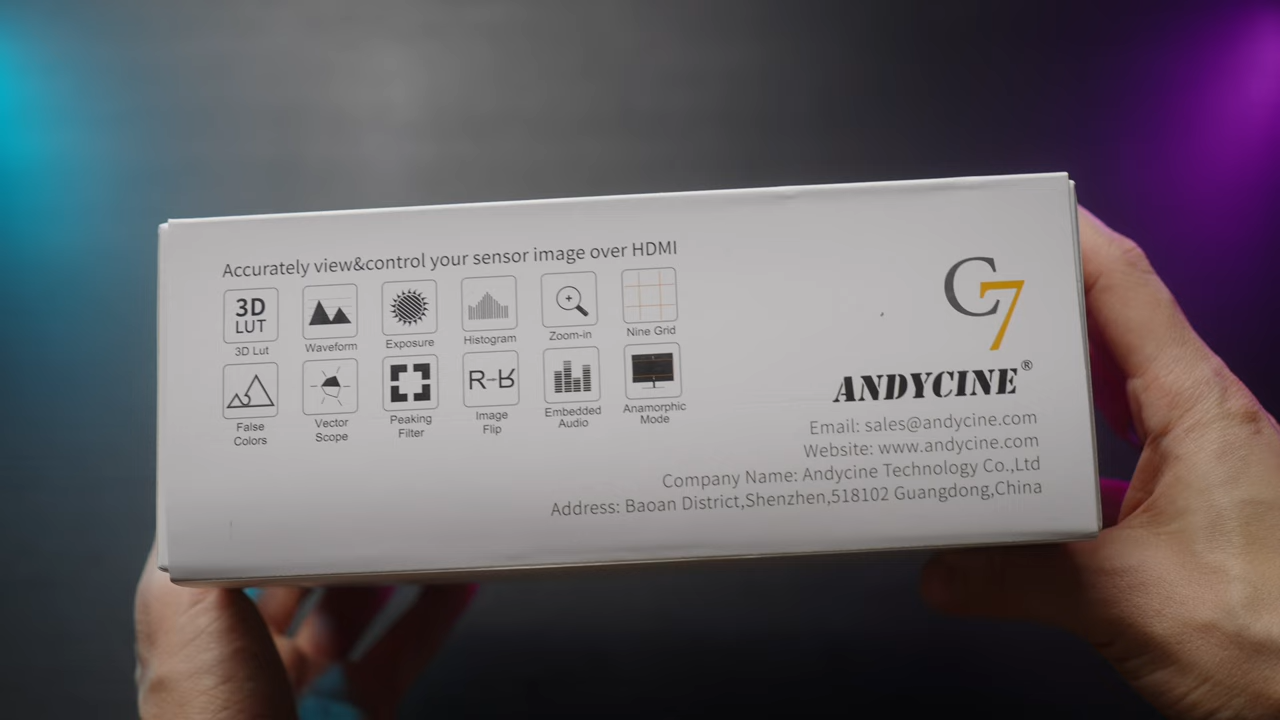 Accurately view&control your sensor image over HDMI
3D LUT
3D Lut
Waveform
Exposure
Histogram
Zoom-in
Nine Grid
R-R
False Colors
Vector Scope
Peaking Filter
Image Flip
Embedded Audio
Anamorphic Mode
C7
ANDYCINE®
Email: sales@andycine.com
Website: www.andycine.com
Company Name: Andycine Technology Co.,Ltd
Address: Baoan District,Shenzhen,518102 Guangdong,China